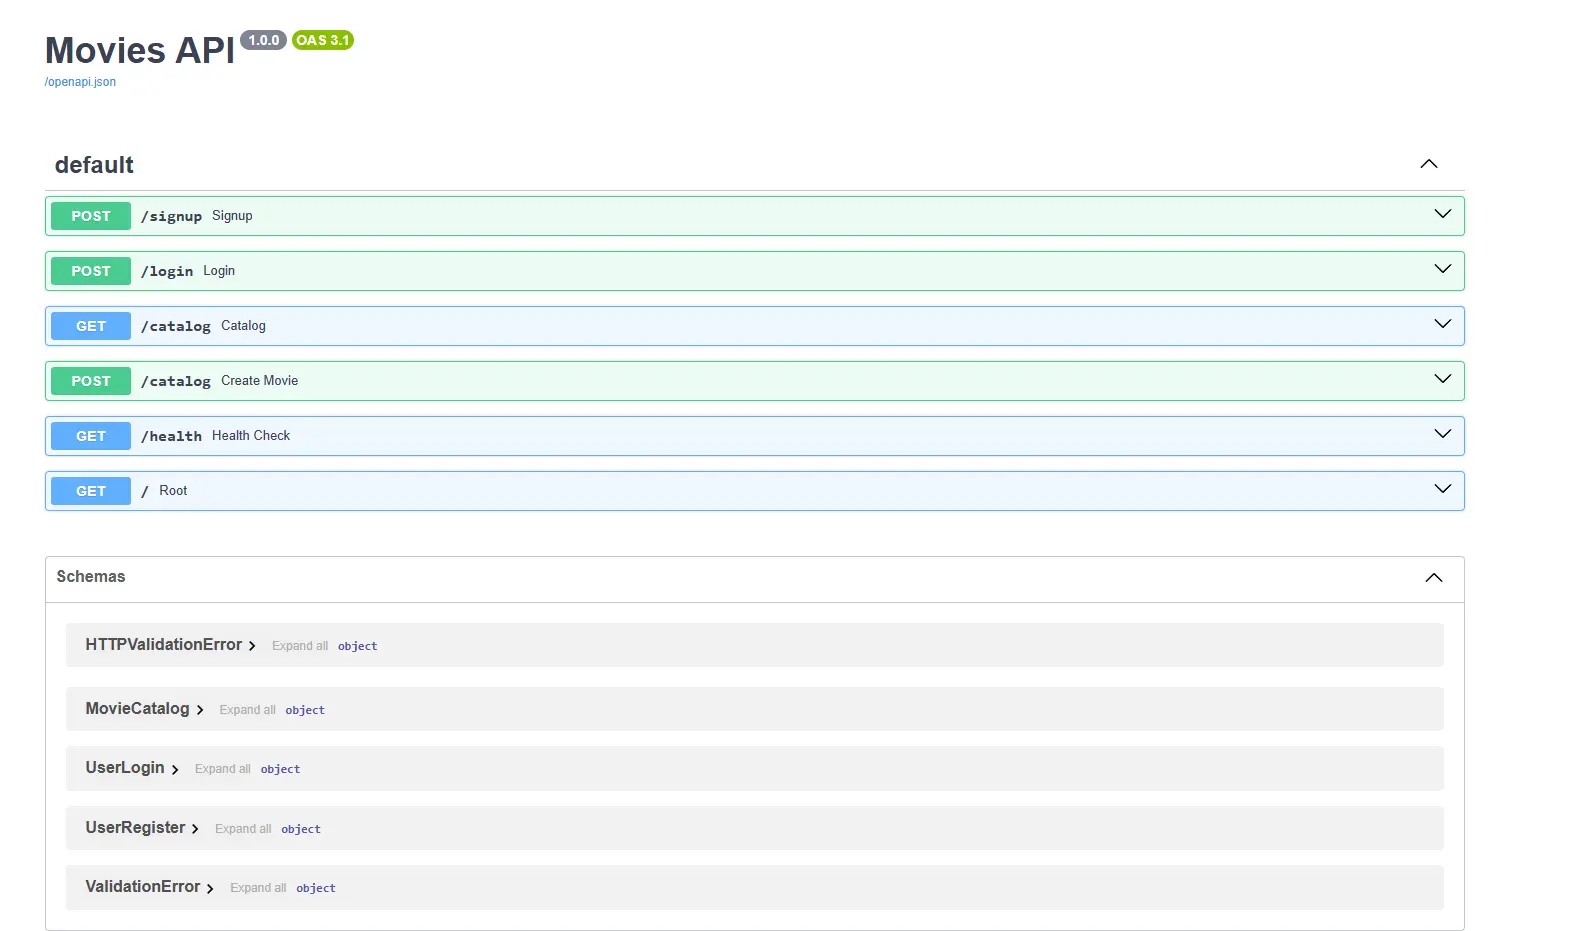 Movies API 1.0.0 OAS 3.1
/openapi.json
default
POST /signup Signup
POST /login Login
GET /catalog Catalog
POST /catalog Create Movie
GET /health Health Check
GET / Root
Schemas
HTTPValidationError Expand all object
MovieCatalog Expand all object
UserLogin Expand all object
UserRegister Expand all object
ValidationError Expand all object